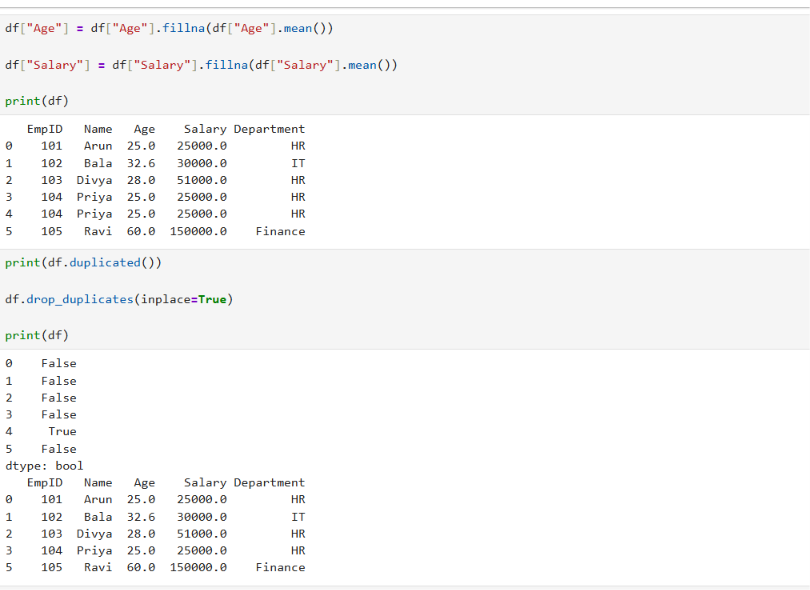 df["Age"] = df["Age"].fillna(df["Age"].mean())
df["Salary"] = df["Salary"].fillna(df["Salary"].mean())
print(df)
   EmpID   Name   Age    Salary Department
0    101   Arun  25.0   25000.0         HR
1    102   Bala  32.6   30000.0         IT
2    103  Divya  28.0   51000.0         HR
3    104  Priya  25.0   25000.0         HR
4    104  Priya  25.0   25000.0         HR
5    105   Ravi  60.0  150000.0    Finance
print(df.duplicated())
df.drop_duplicates(inplace=True)
print(df)
0    False
1    False
2    False
3    False
4     True
5    False
dtype: bool
   EmpID   Name   Age    Salary Department
0    101   Arun  25.0   25000.0         HR
1    102   Bala  32.6   30000.0         IT
2    103  Divya  28.0   51000.0         HR
3    104  Priya  25.0   25000.0         HR
5    105   Ravi  60.0  150000.0    Finance